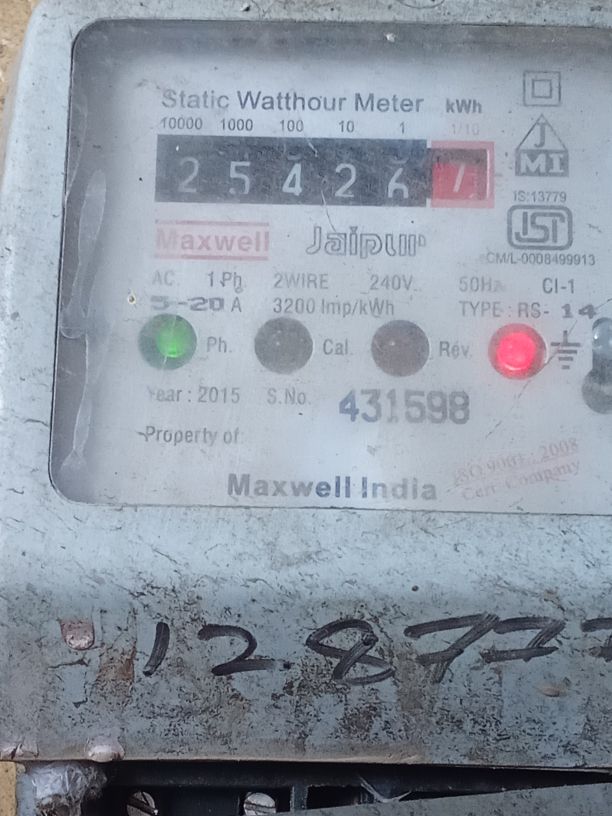 Static Watthour Meter kWh
10000 1000 100 10 1 1/10
2 5 4 2 6 7
J
MI
IS:13779
ISI
CM/L-0008499913
Maxwell Jaipur
AC. 1Ph 2WIRE 240V. 50Hz Cl-1
5-20 A 3200 Imp/kWh TYPE : RS- 14
Ph. Cal. Rev.
Year : 2015 S.No. 431598
Property of:
ISO 9001 : 2008
Cert. Company
Maxwell India